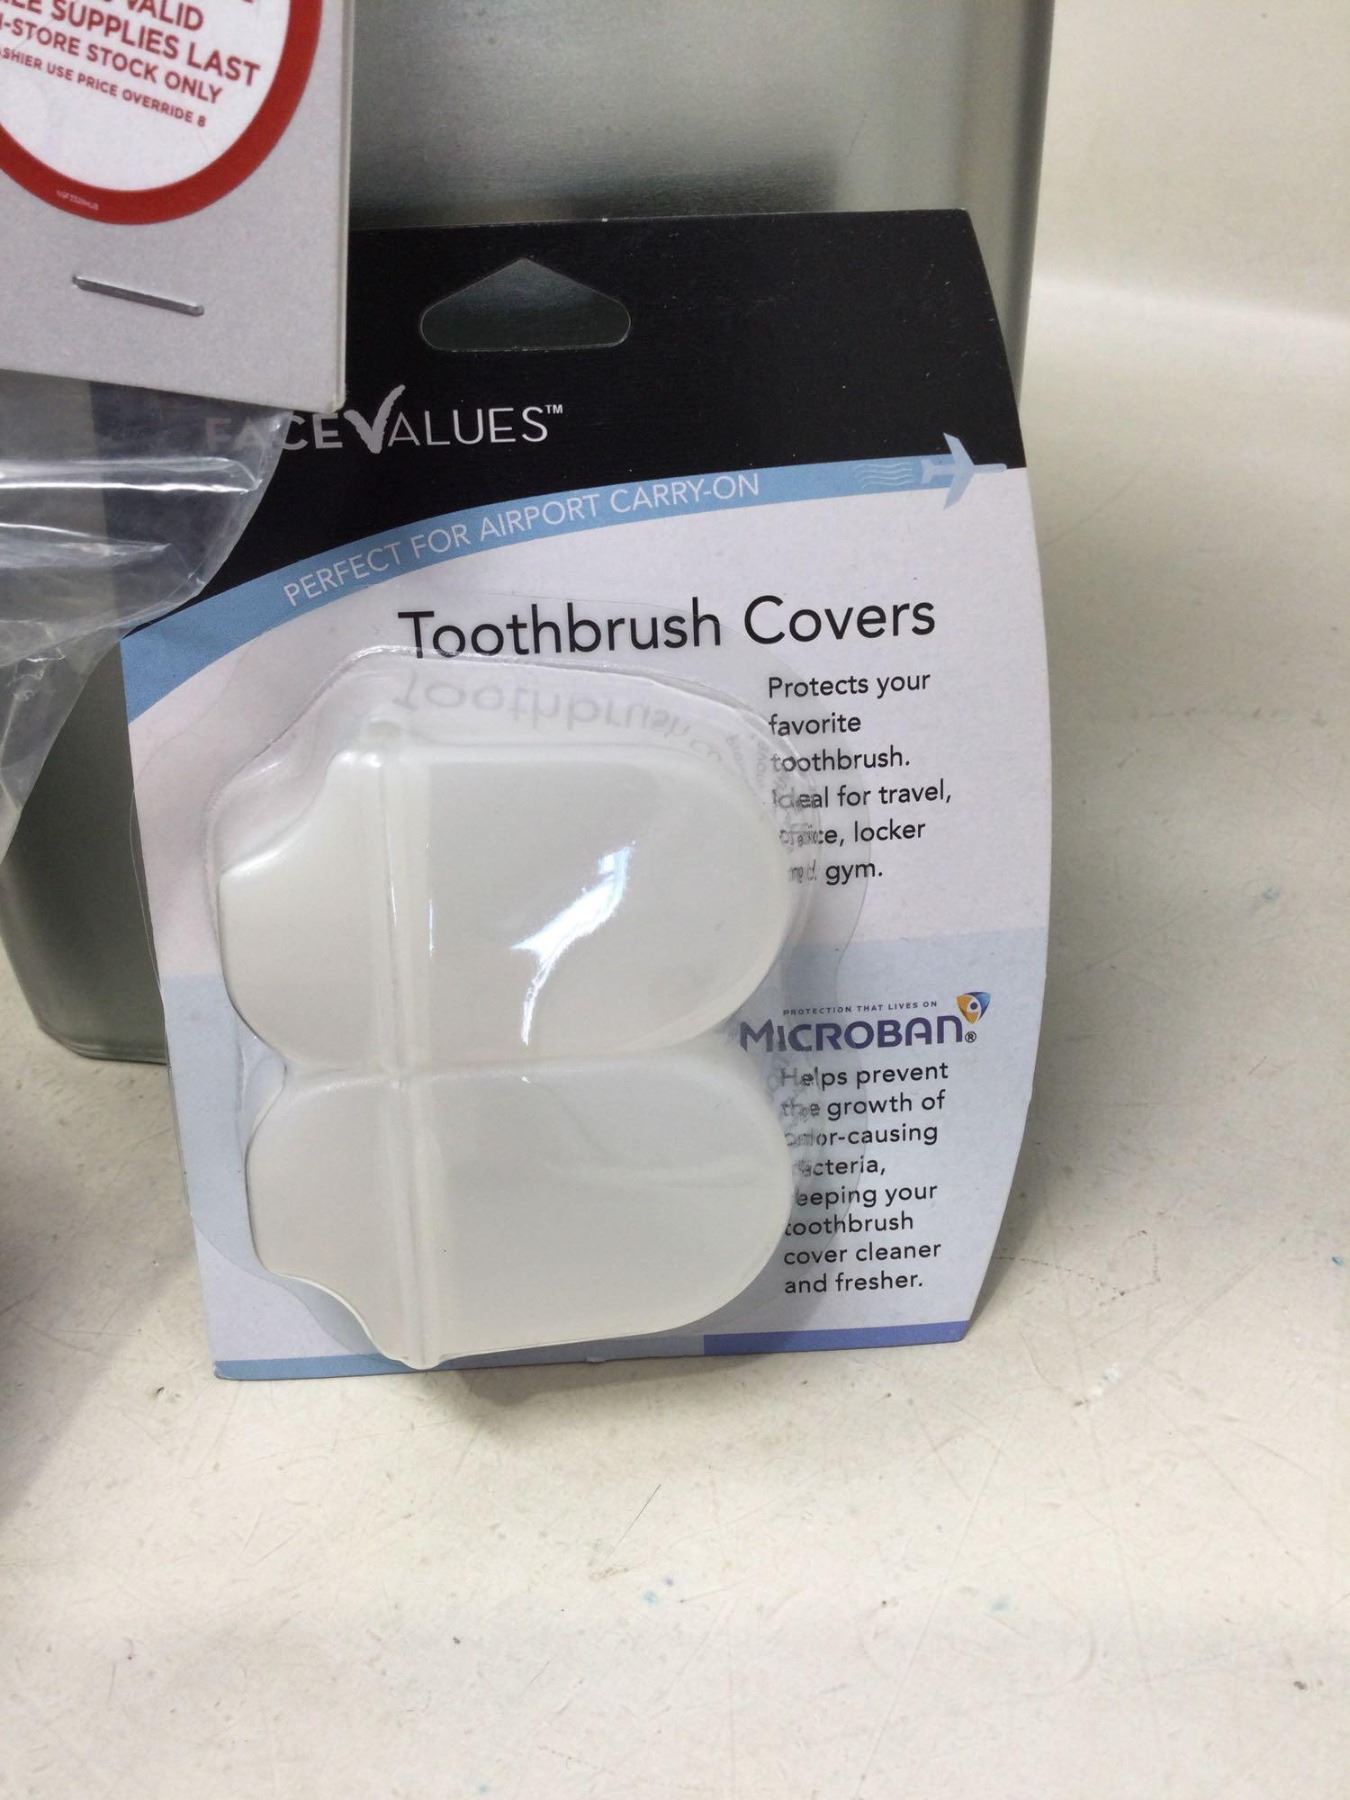 VALID
SUPPLIES LAST
-STORE STOCK ONLY
USE PRICE OVERRIDE 8
FACEVALUES™
PERFECT FOR AIRPORT CARRY-ON
Toothbrush Covers
Protects your
favorite
toothbrush.
Ideal for travel,
office, locker
and gym.
PROTECTION THAT LIVES ON
MICROBAN®
Helps prevent
the growth of
odor-causing
bacteria,
keeping your
toothbrush
cover cleaner
and fresher.